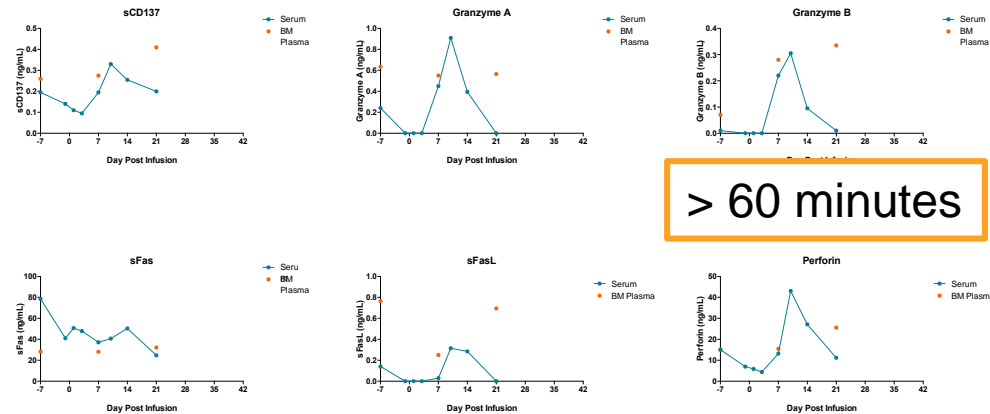 sCD137
Serum
BM
Plasma
sCD137 (ng/mL)
0.5
0.4
0.3
0.2
0.1
0.0
-7 0 7 14 21 28 35 42
Day Post Infusion
Granzyme A
Serum
BM
Plasma
Granzyme A (ng/mL)
1.0
0.8
0.6
0.4
0.2
0.0
-7 0 7 14 21 28 35 42
Day Post Infusion
Granzyme B
Serum
BM
Plasma
Granzyme B (ng/mL)
0.4
0.3
0.2
0.1
0.0
-7 0 7 14 21 28 35 42
> 60 minutes
sFas
Seru
BM
Plasma
sFas (ng/mL)
100
80
60
40
20
0
-7 0 7 14 21 28 35 42
Day Post Infusion
sFasL
Serum
BM Plasma
sFasL (ng/mL)
1.0
0.8
0.6
0.4
0.2
0.0
-7 0 7 14 21 28 35 42
Day Post Infusion
Perforin
Serum
BM Plasm
Perforin (ng/mL)
50
40
30
20
10
0
-7 0 7 14 21 28 35 42
Day Post Infusion